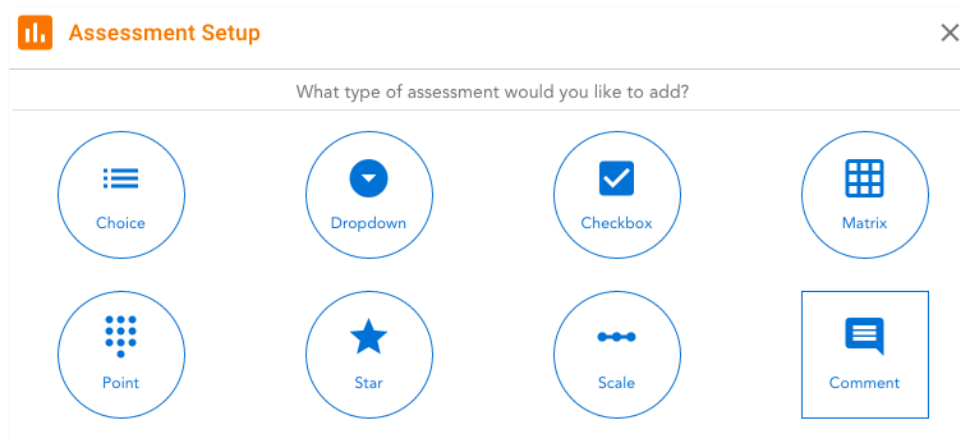 Assessment Setup
What type of assessment would you like to add?
Choice
Dropdown
Checkbox
Matrix
Point
Star
Scale
Comment